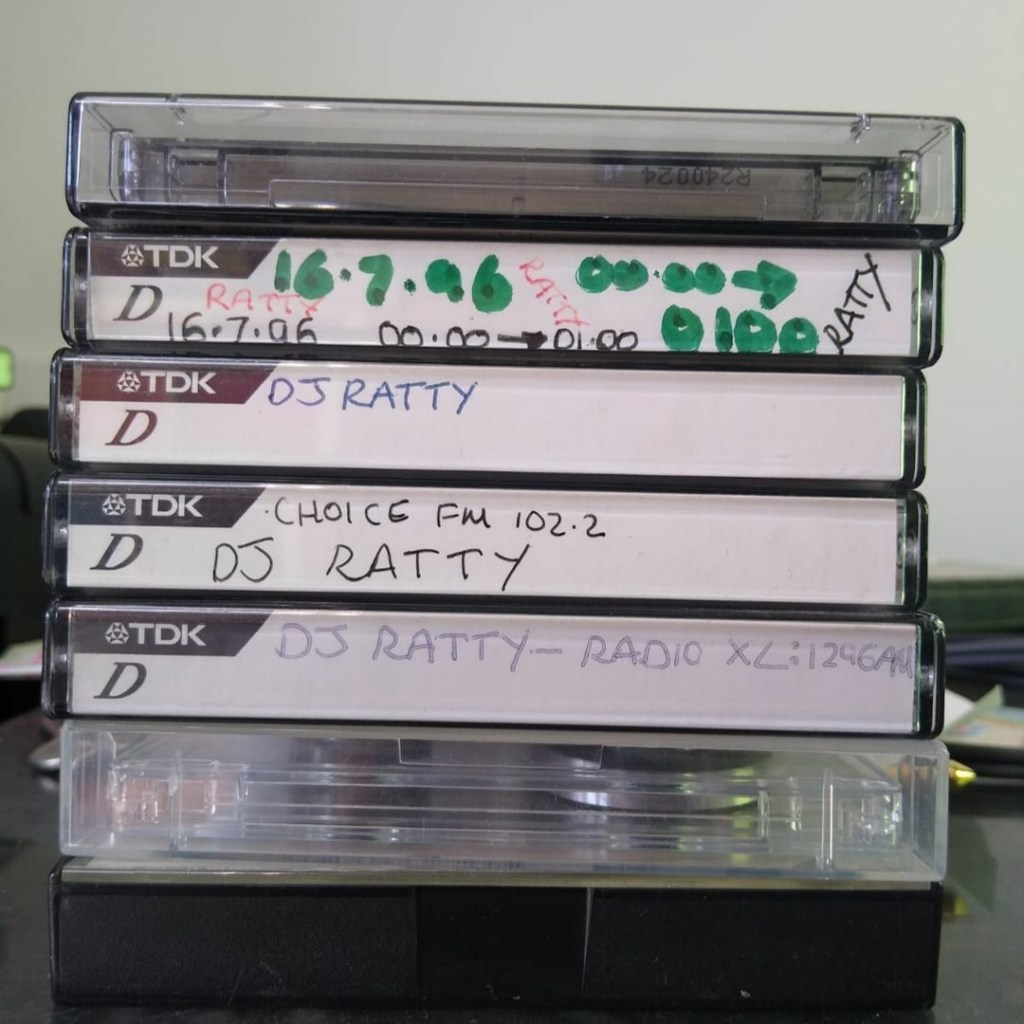 R240024
TDK 16.7.96 RATTY 00.00→ RATTY
D RATTY
16.7.96 00.00→01.00 0100
TDK DJ RATTY
D
TDK CHOICE FM 102.2
D DJ RATTY
TDK DJ RATTY - RADIO XL:1296AM
D